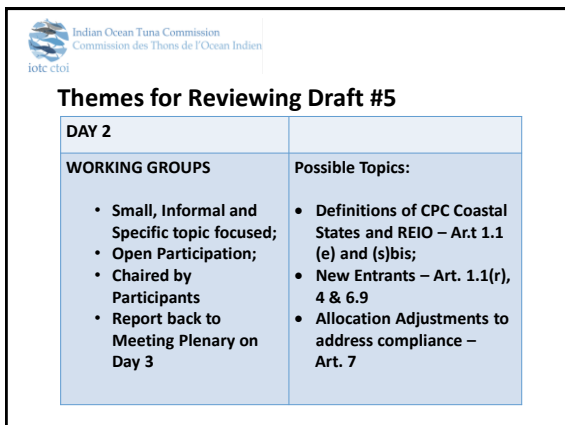 Indian Ocean Tuna Commission
Commission des Thons de l'Ocean Indien
iotc ctoi
Themes for Reviewing Draft #5
DAY 2
WORKING GROUPS
• Small, Informal and
Specific topic focused;
• Open Participation;
• Chaired by
Participants
• Report back to
Meeting Plenary on
Day 3
Possible Topics:
• Definitions of CPC Coastal
States and REIO – Ar.t 1.1
(e) and (s)bis;
• New Entrants – Art. 1.1(r),
4 & 6.9
• Allocation Adjustments to
address compliance –
Art. 7